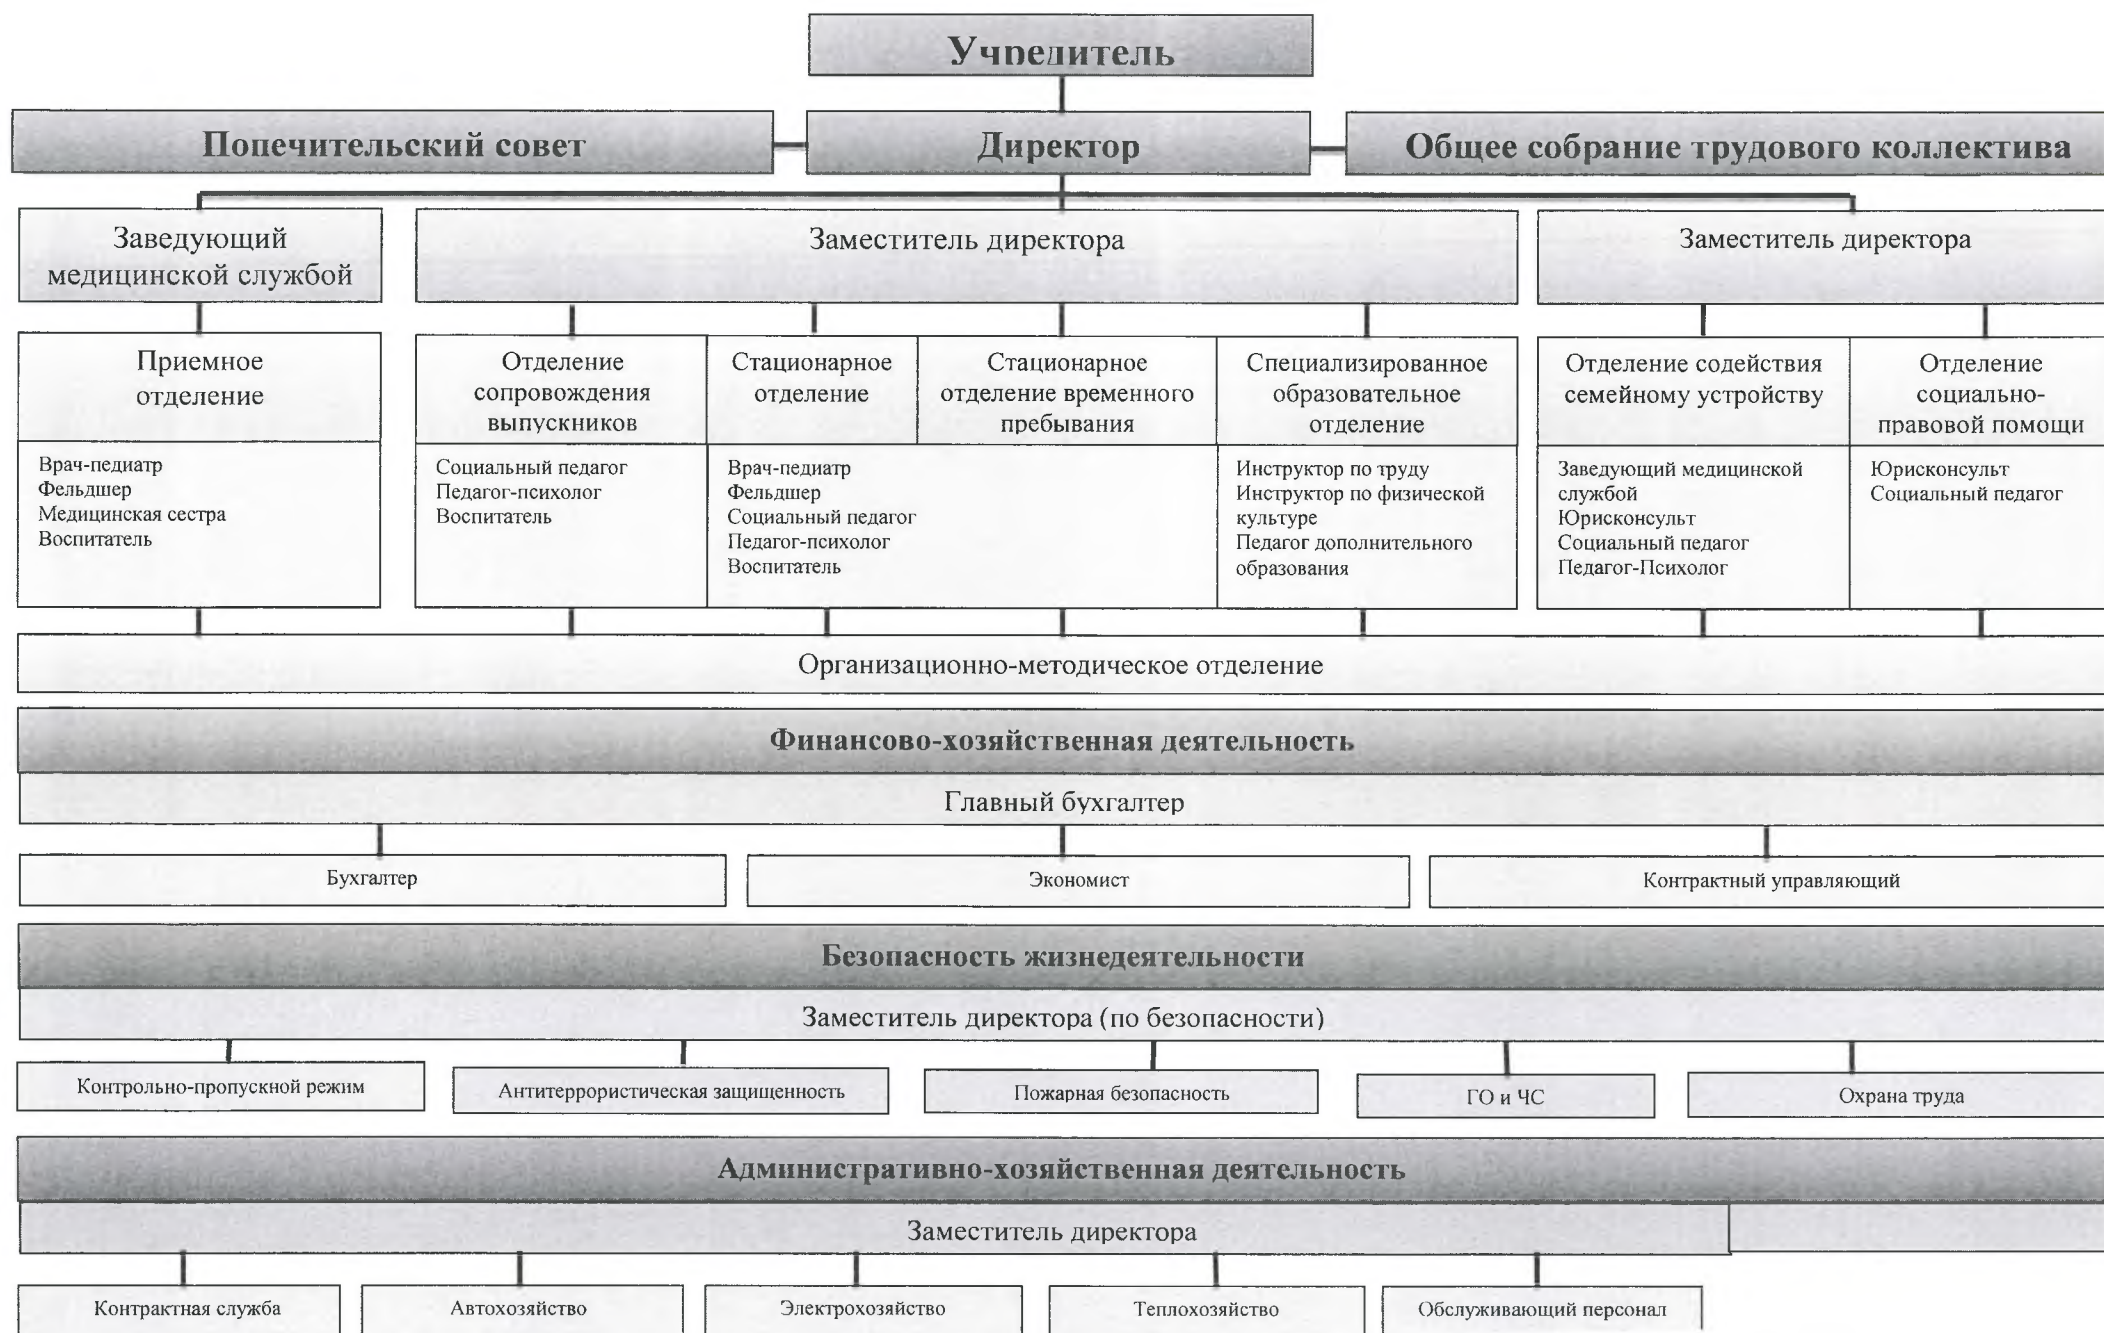 Учредитель
Попечительский совет
Директор
Общее собрание трудового коллектива
Заведующий
медицинской службой
Заместитель директора
Заместитель директора
Приемное
отделение
Отделение
сопровождения
выпускников
Стационарное
отделение
Стационарное
отделение временного
пребывания
Специализированное
образовательное
отделение
Отделение содействия
семейному устройству
Отделение
социально-
правовой помощи
Врач-педиатр
Фельдшер
Медицинская сестра
Воспитатель
Социальный педагог
Педагог-психолог
Воспитатель
Врач-педиатр
Фельдшер
Социальный педагог
Педагог-психолог
Воспитатель
Инструктор по труду
Инструктор по физической
культуре
Педагог дополнительного
образования
Заведующий медицинской
службой
Юрисконсульт
Социальный педагог
Педагог-Психолог
Юрисконсульт
Социальный педагог
Организационно-методическое отделение
Финансово-хозяйственная деятельность
Главный бухгалтер
Бухгалтер
Экономист
Контрактный управляющий
Безопасность жизнедеятельности
Заместитель директора (по безопасности)
Контрольно-пропускной режим
Антитеррористическая защищенность
Пожарная безопасность
ГО и ЧС
Охрана труда
Административно-хозяйственная деятельность
Заместитель директора
Контрактная служба
Автохозяйство
Электрохозяйство
Теплохозяйство
Обслуживающий персонал